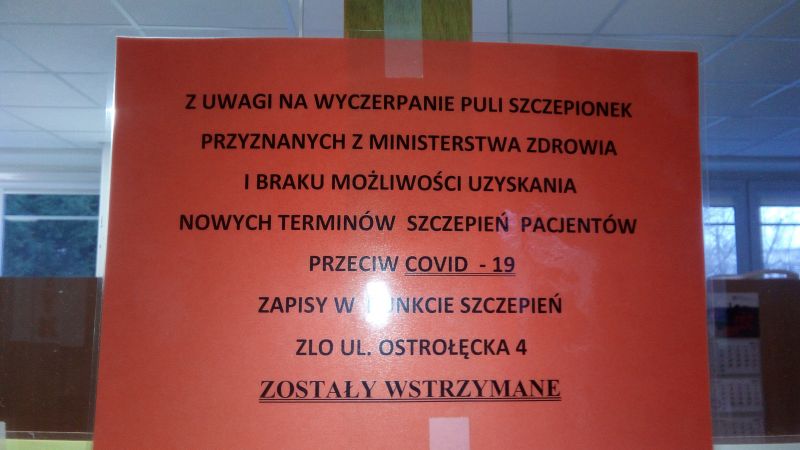 Z UWAGI NA WYCZERPANIE PULI SZCZEPIONEK
PRZYZNANYCH Z MINISTERSTWA ZDROWIA
I BRAKU MOŻLIWOŚCI UZYSKANIA
NOWYCH TERMINÓW SZCZEPIEŃ PACJENTÓW
PRZECIW COVID - 19
ZAPISY W PUNKCIE SZCZEPIEŃ
ZLO UL. OSTROŁĘCKA 4
ZOSTAŁY WSTRZYMANE